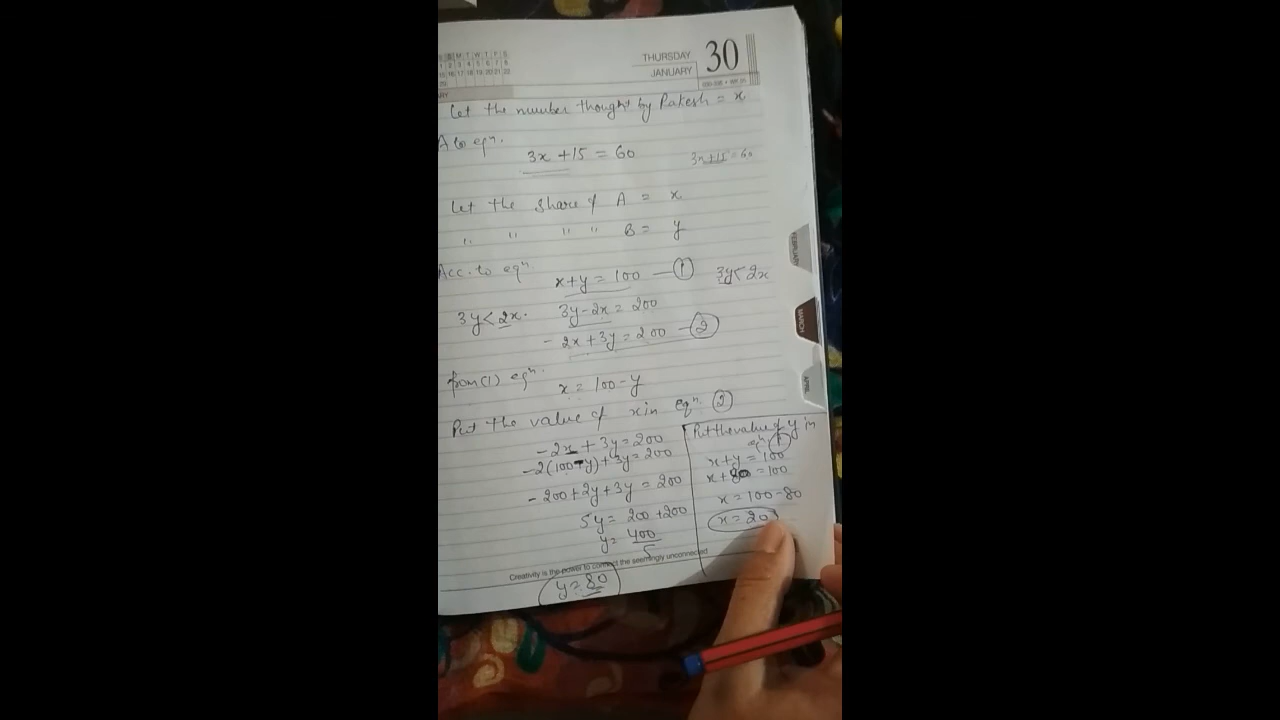 S M T W T F S
THURSDAY
JANUARY
30
Let the number thought by Rakesh = x
A to eqn.
3x + 15 = 60
3x+15=60
Let the share of A = x
" " " " B = y
Acc. to eqn.
x+y = 100 — 1
3y < 2x
3y < 2x.
3y-2x = 200
- 2x + 3y = 200 — 2
from (1) eqn.
x = 100 - y
Put the value of x in eqn. 2
-2x + 3y = 200
-2(100-y)+3y = 200
- 200 + 2y + 3y = 200
5y = 200 + 200
y = 400
5
y = 80
Put the value of y in
eqn 1
x + y = 100
x + 80 = 100
x = 100 - 80
x = 20
Creativity is the power to connect the seemingly unconnected
FEBRUARY
MARCH
APRIL